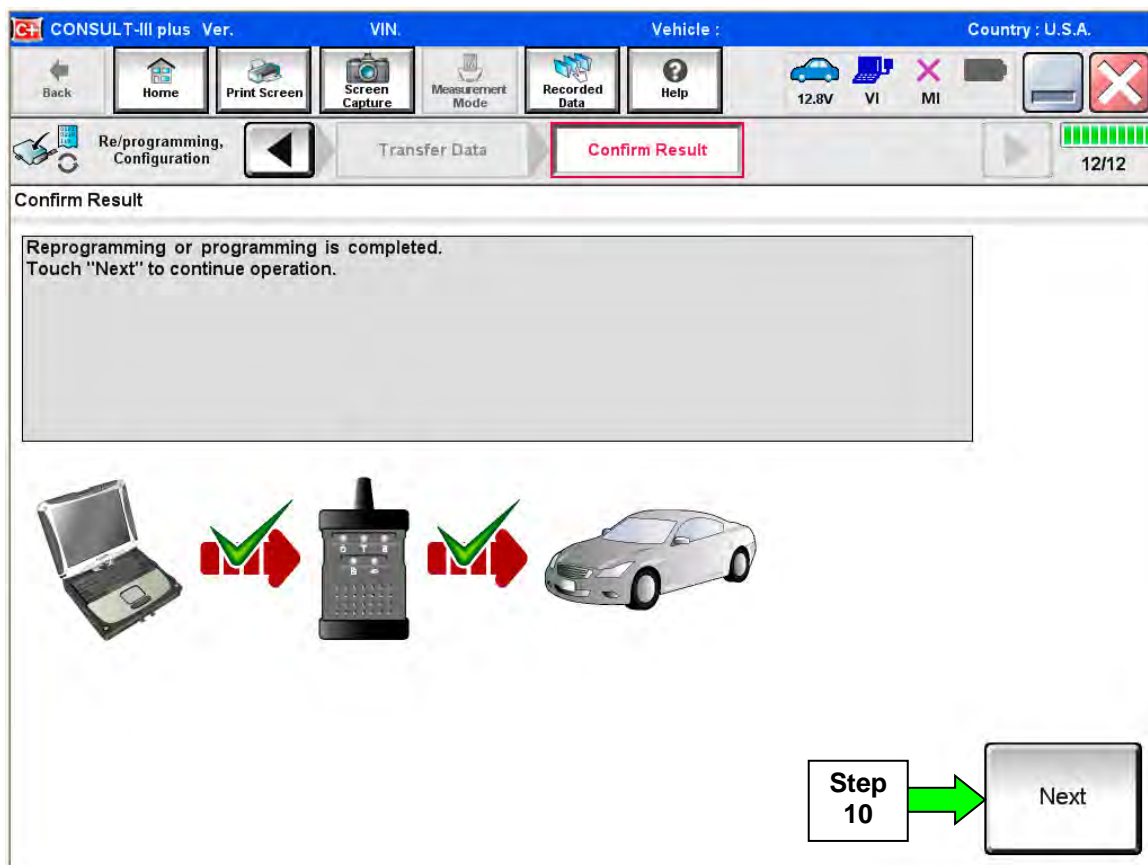 C+ CONSULT-III plus Ver. VIN. Vehicle : Country : U.S.A.
Back
Home
Print Screen
Screen
Capture
Measurement
Mode
Recorded
Data
Help
12.8V
VI
MI
Re/programming,
Configuration
Transfer Data
Confirm Result
12/12
Confirm Result
Reprogramming or programming is completed.
Touch "Next" to continue operation.
Step
10
Next